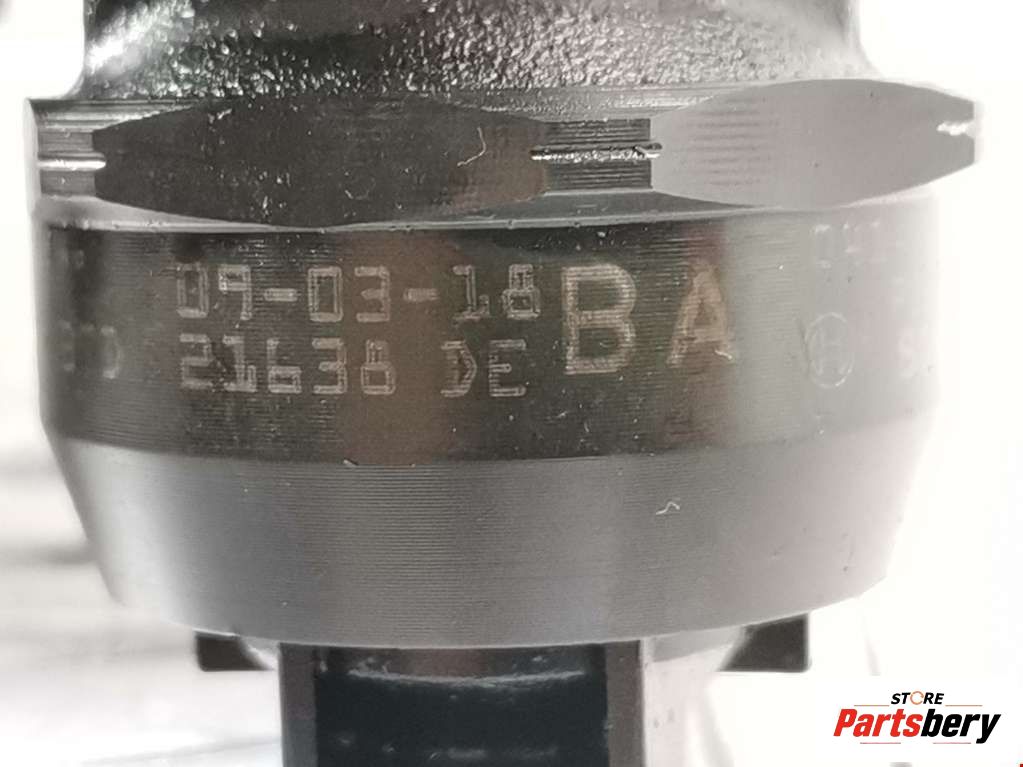 09-03-18 BA
21638 DE
STORE
Partsbery